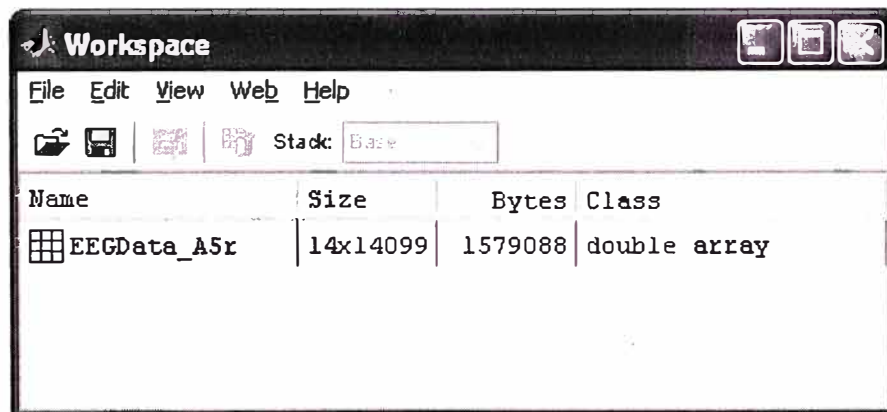 Workspace
File Edit View Web Help
Stack: Base
Name Size Bytes Class
EEGData_A5r 14x14099 1579088 double array